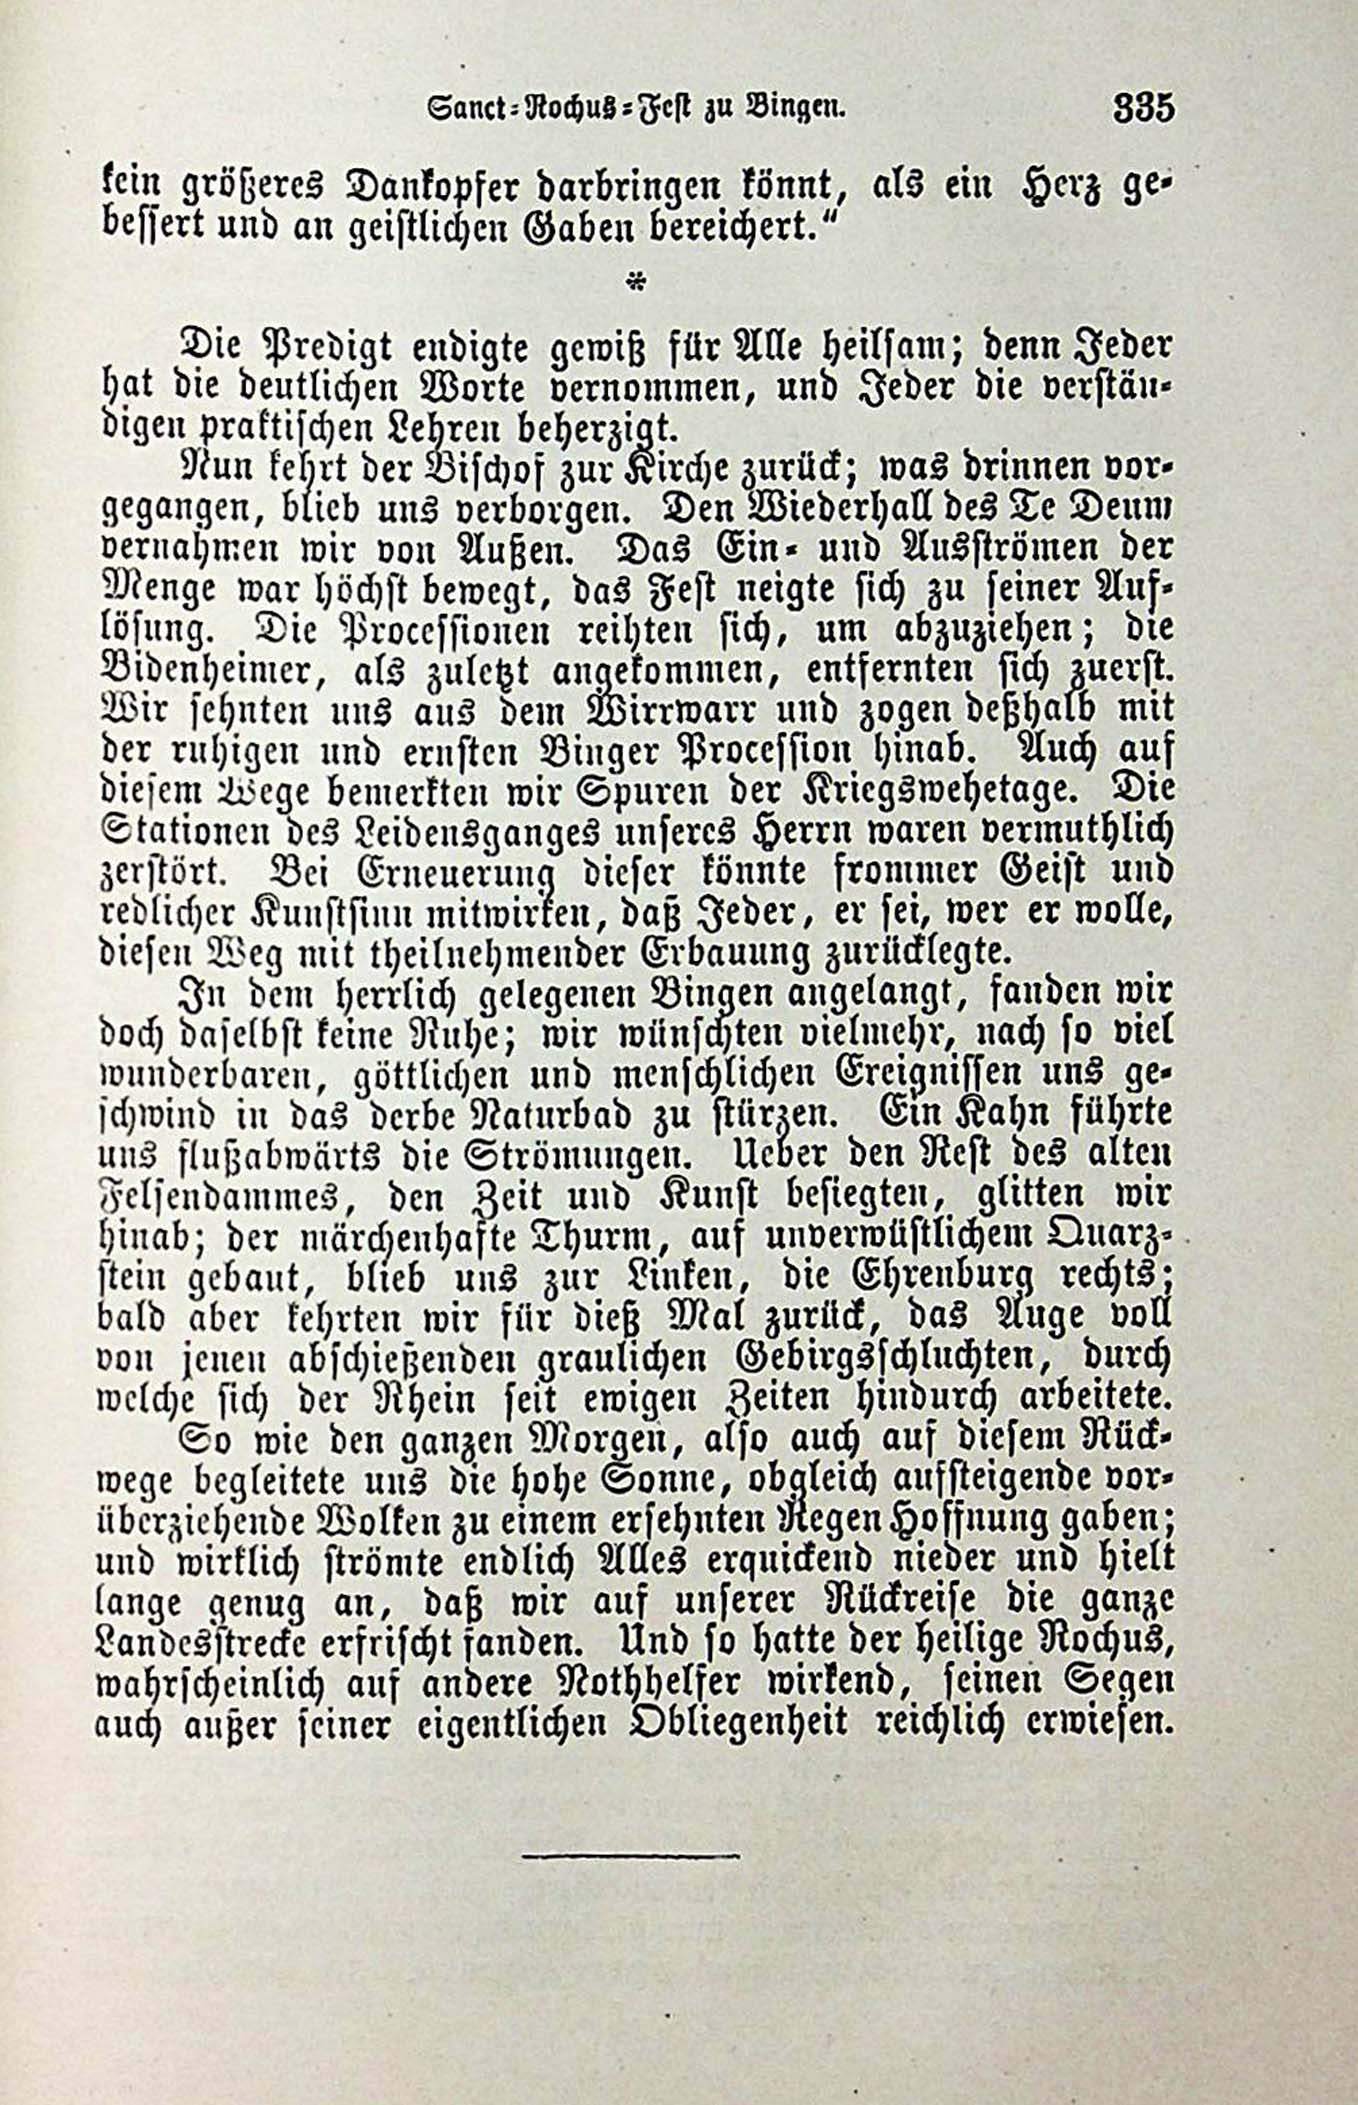 Sanct-Rochus-Fest zu Bingen. 335
kein größeres Dankopfer darbringen könnt, als ein Herz ge-
bessert und an geistlichen Gaben bereichert.“
*
Die Predigt endigte gewiß für Alle heilsam; denn Jeder
hat die deutlichen Worte vernommen, und Jeder die verstän-
digen praktischen Lehren beherzigt.
Nun kehrt der Bischof zur Kirche zurück; was drinnen vor-
gegangen, blieb uns verborgen. Den Wiederhall des Te Deum
vernahmen wir von Außen. Das Ein- und Ausströmen der
Menge war höchst bewegt, das Fest neigte sich zu seiner Auf-
lösung. Die Processionen reihten sich, um abzuziehen; die
Bidenheimer, als zuletzt angekommen, entfernten sich zuerst.
Wir sehnten uns aus dem Wirrwarr und zogen deßhalb mit
der ruhigen und ernsten Binger Procession hinab. Auch auf
diesem Wege bemerkten wir Spuren der Kriegswehetage. Die
Stationen des Leidensganges unseres Herrn waren vermuthlich
zerstört. Bei Erneuerung dieser könnte frommer Geist und
redlicher Kunstsinn mitwirken, daß Jeder, er sei, wer er wolle,
diesen Weg mit theilnehmender Erbauung zurücklegte.
In dem herrlich gelegenen Bingen angelangt, fanden wir
doch daselbst keine Ruhe; wir wünschten vielmehr, nach so viel
wunderbaren, göttlichen und menschlichen Ereignissen uns ge-
schwind in das derbe Naturbad zu stürzen. Ein Kahn führte
uns flußabwärts die Strömungen. Ueber den Rest des alten
Felsendammes, den Zeit und Kunst besiegten, glitten wir
hinab; der märchenhafte Thurm, auf unverwüstlichem Quarz-
stein gebaut, blieb uns zur Linken, die Ehrenburg rechts;
bald aber kehrten wir für dieß Mal zurück, das Auge voll
von jenen abschießenden graulichen Gebirgsschluchten, durch
welche sich der Rhein seit ewigen Zeiten hindurch arbeitete.
So wie den ganzen Morgen, also auch auf diesem Rück-
wege begleitete uns die hohe Sonne, obgleich aufsteigende vor-
überziehende Wolken zu einem ersehnten Regen Hoffnung gaben;
und wirklich strömte endlich Alles erquickend nieder und hielt
lange genug an, daß wir auf unserer Rückreise die ganze
Landesstrecke erfrischt fanden. Und so hatte der heilige Rochus,
wahrscheinlich auf andere Nothhelfer wirkend, seinen Segen
auch außer seiner eigentlichen Obliegenheit reichlich erwiesen.